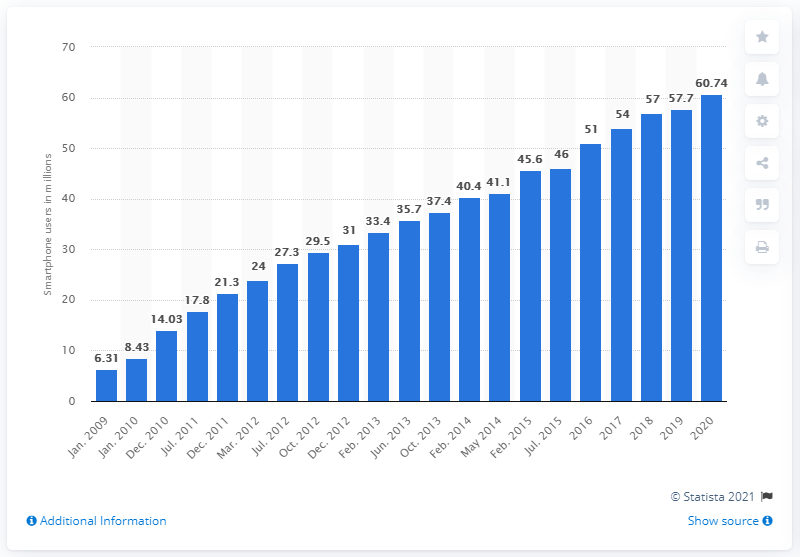 Smartphone users in millions
70
60
50
40
30
20
10
0
6.31
8.43
14.03
17.8
21.3
24
27.3
29.5
31
33.4
35.7
37.4
40.4
41.1
45.6
46
51
54
57
57.7
60.74
Jan. 2009
Jan. 2010
Dec. 2010
Jul. 2011
Dec. 2011
Mar. 2012
Jul. 2012
Oct. 2012
Dec. 2012
Feb. 2013
Jun. 2013
Oct. 2013
Feb. 2014
May 2014
Feb. 2015
Jul. 2015
2016
2017
2018
2019
2020
© Statista 2021
Additional Information
Show source